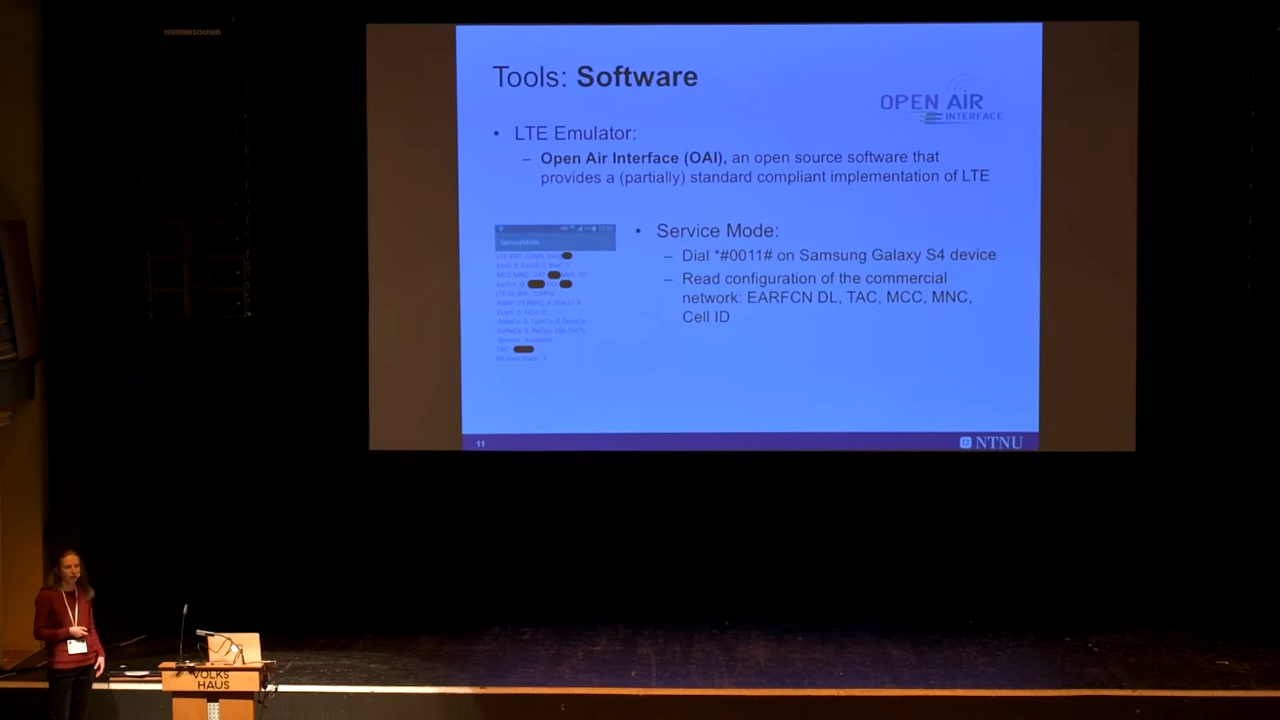 Tools: Software
OPEN AIR
INTERFACE
• LTE Emulator:
– Open Air Interface (OAI), an open source software that
provides a (partially) standard compliant implementation of LTE
ServiceMode
• Service Mode:
– Dial *#0011# on Samsung Galaxy S4 device
– Read configuration of the commercial
network: EARFCN DL, TAC, MCC, MNC,
Cell ID
TAC:
11
NTNU
VOLKS
HAUS